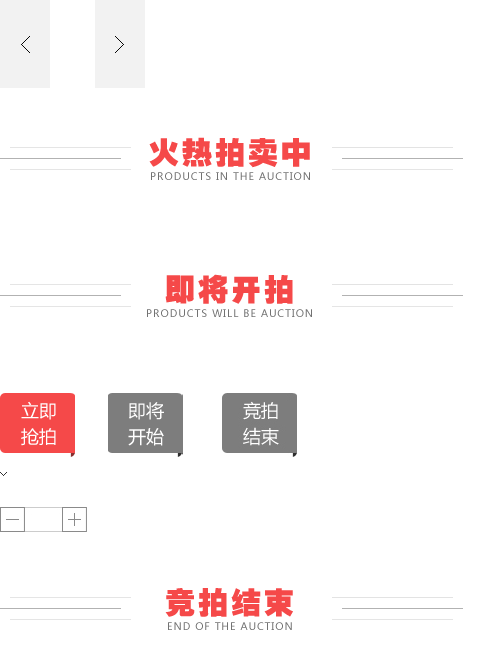 火热拍卖中
PRODUCTS IN THE AUCTION
即将开拍
PRODUCTS WILL BE AUCTION
立即
抢拍
即将
开始
竞拍
结束
竞拍结束
END OF THE AUCTION